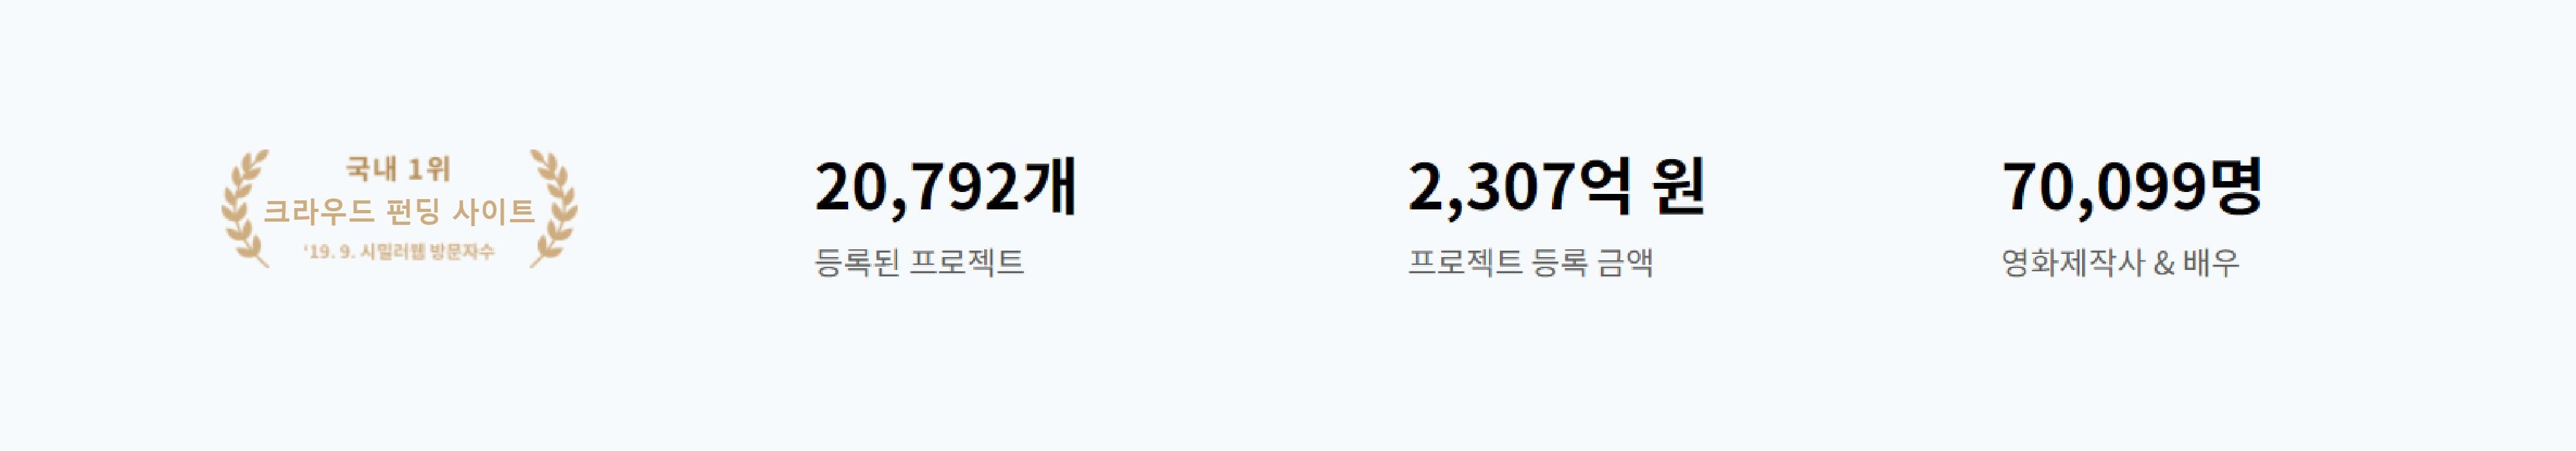 국내 1위
크라우드 펀딩 사이트
'19. 9. 시밀러웹 방문자수
20,792개
등록된 프로젝트
2,307억 원
프로젝트 등록 금액
70,099명
영화제작사 & 배우